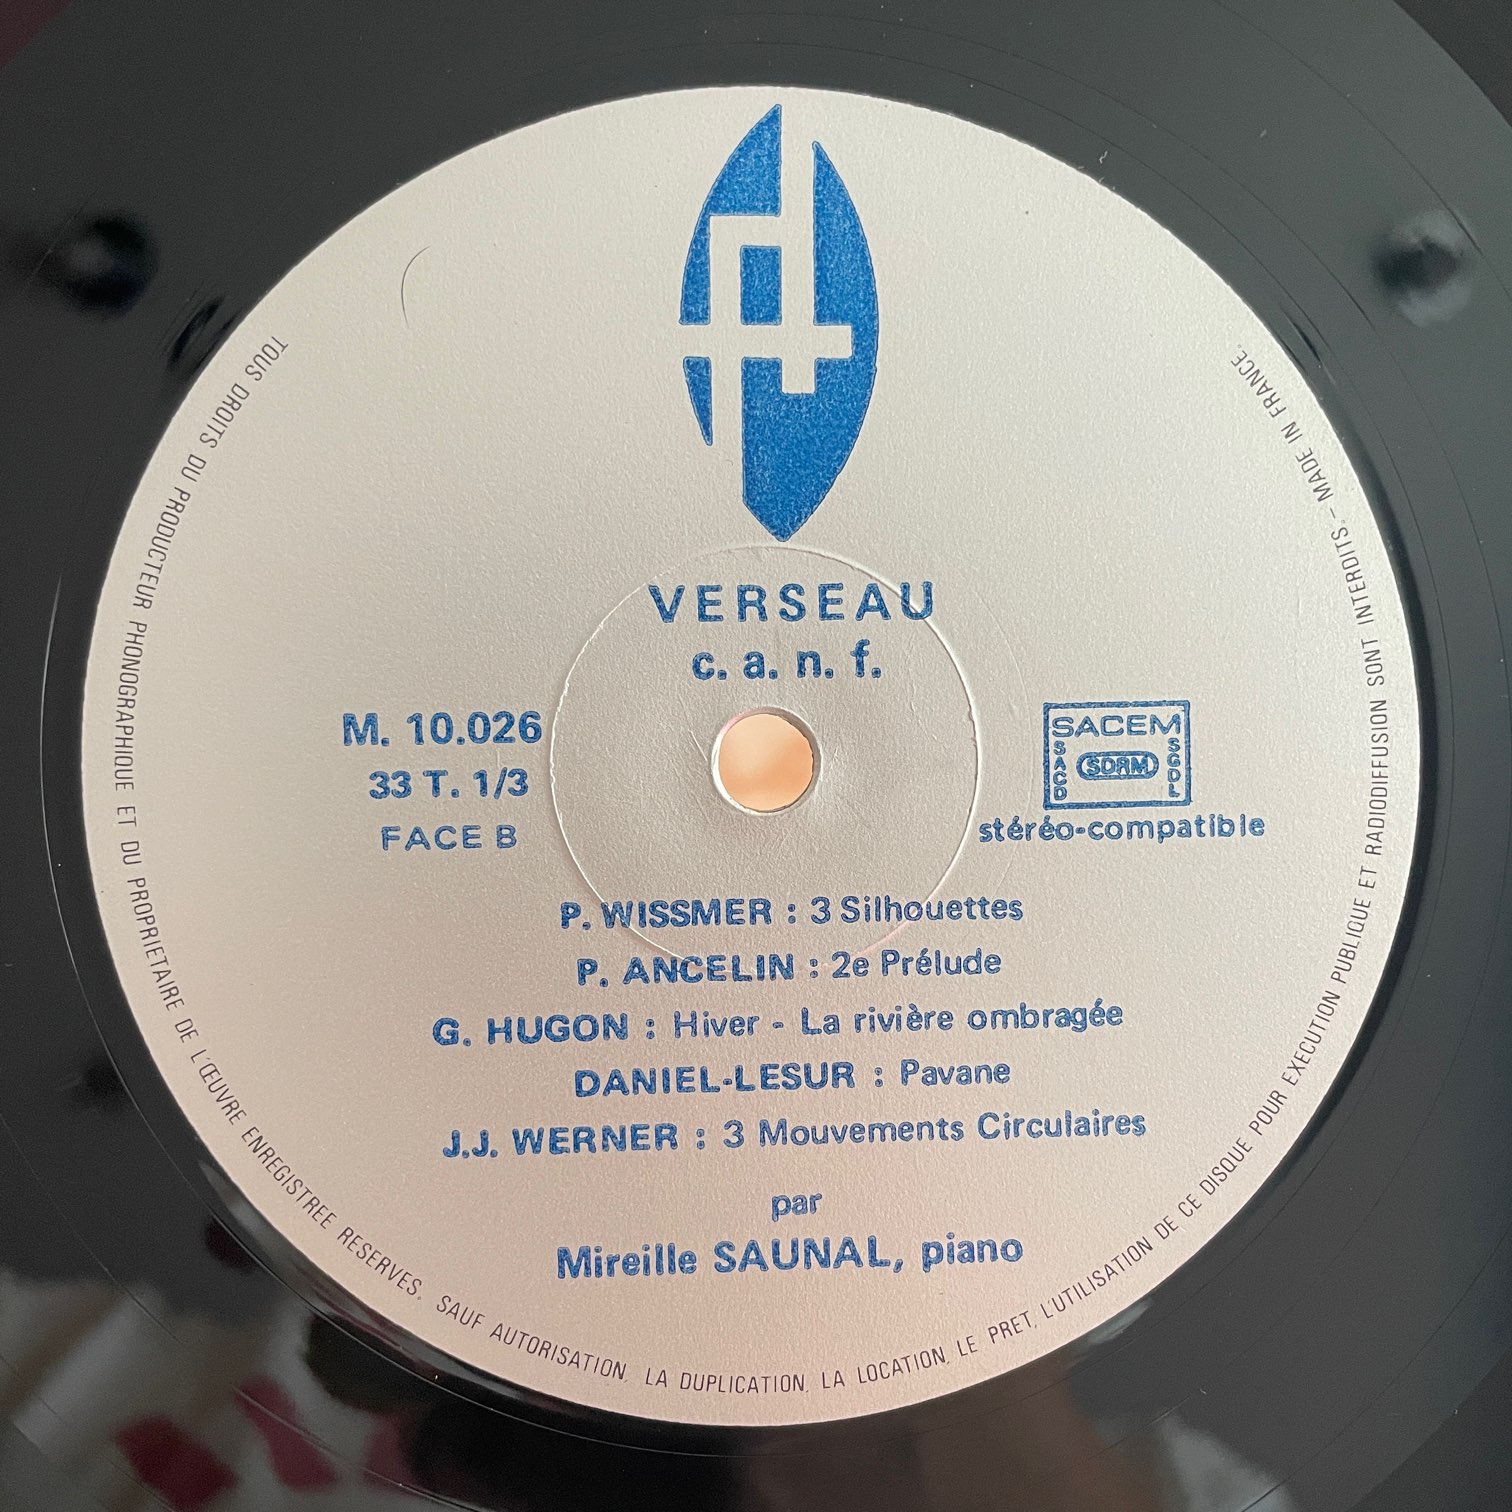 VERSEAU
c. a. n. f.
M. 10.026
33 T. 1/3
FACE B
SACEM
SACD
SDRM
SGDL
stéréo-compatible
P. WISSMER : 3 Silhouettes
P. ANCELIN : 2e Prélude
G. HUGON : Hiver - La rivière ombragée
DANIEL-LESUR : Pavane
J.J. WERNER : 3 Mouvements Circulaires
par
Mireille SAUNAL, piano
TOUS DROITS DU PRODUCTEUR PHONOGRAPHIQUE ET DU PROPRIETAIRE DE L'ŒUVRE ENREGISTREE RESERVES. SAUF AUTORISATION, LA DUPLICATION, LA LOCATION, LE PRET, L'UTILISATION DE CE DISQUE POUR EXECUTION PUBLIQUE ET RADIODIFFUSION SONT INTERDITS. - MADE IN FRANCE.